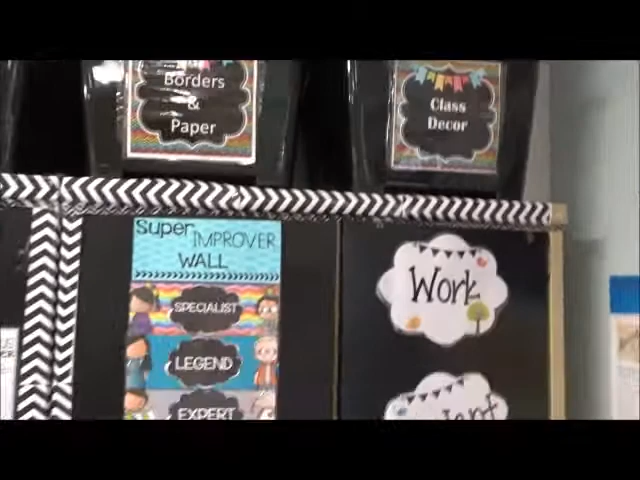 Borders
&
Paper
Class
Decor
Super
IMPROVER
WALL
SPECIALIST
LEGEND
EXPERT
Work